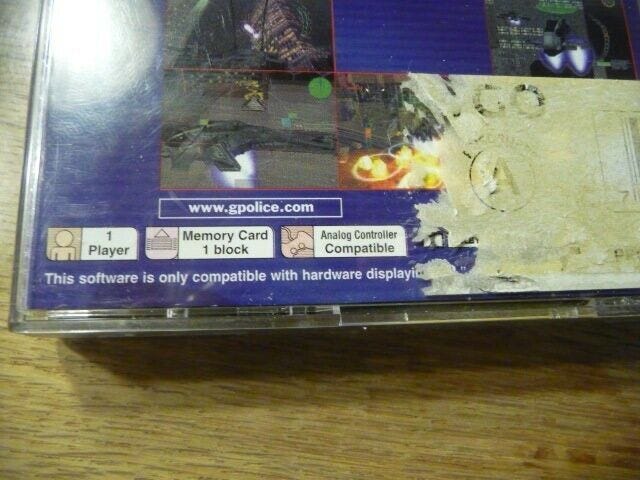 www.gpolice.com
1
Player
Memory Card
1 block
Analog Controller
Compatible
This software is only compatible with hardware displayi
A